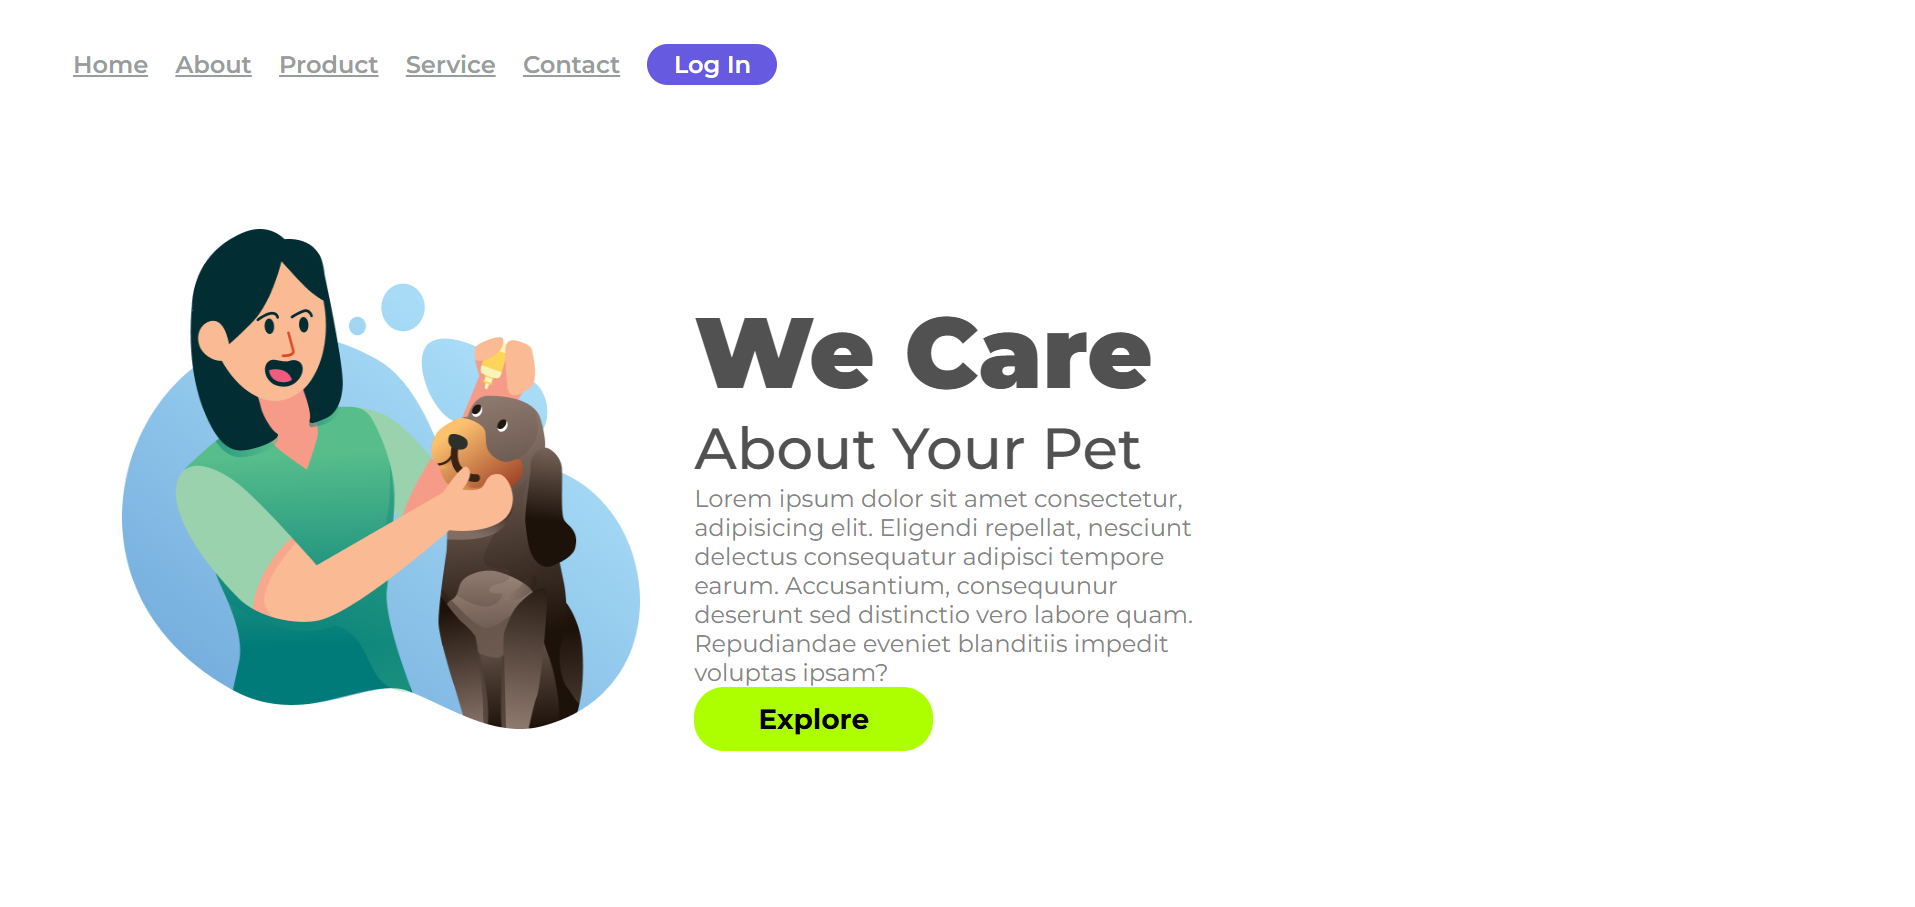 Home About Product Service Contact Log In
We Care
About Your Pet
Lorem ipsum dolor sit amet consectetur,
adipisicing elit. Eligendi repellat, nesciunt
delectus consequatur adipisci tempore
earum. Accusantium, consequunur
deserunt sed distinctio vero labore quam.
Repudiandae eveniet blanditiis impedit
voluptas ipsam?
Explore